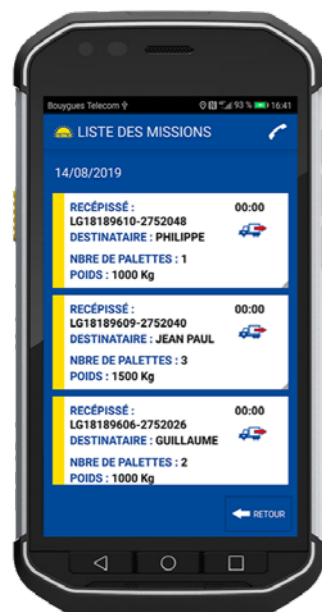 Bouygues Telecom 93 % 16:41
LISTE DES MISSIONS
14/08/2019
RECÉPISSÉ : 00:00
LG18189610-2752048
DESTINATAIRE : PHILIPPE
NBRE DE PALETTES : 1
POIDS : 1000 Kg
RECÉPISSÉ : 00:00
LG18189609-2752040
DESTINATAIRE : JEAN PAUL
NBRE DE PALETTES : 3
POIDS : 1500 Kg
RECÉPISSÉ : 00:00
LG18189606-2752026
DESTINATAIRE : GUILLAUME
NBRE DE PALETTES : 2
POIDS : 1000 Kg
RETOUR